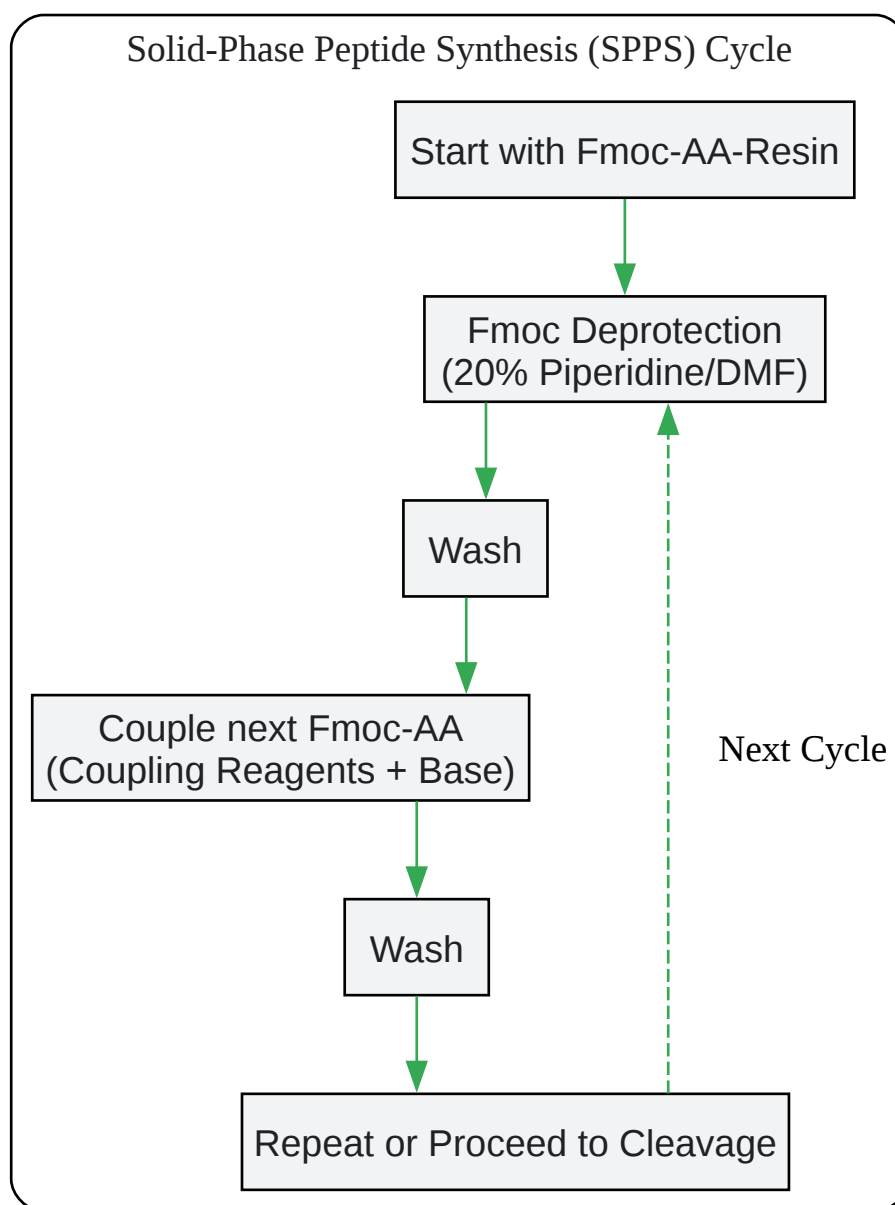 Solid-Phase Peptide Synthesis (SPPS) Cycle
Start with Fmoc-AA-Resin
Fmoc Deprotection
(20% Piperidine/DMF)
Wash
Couple next Fmoc-AA
(Coupling Reagents + Base)
Next Cycle
Wash
Repeat or Proceed to Cleavage